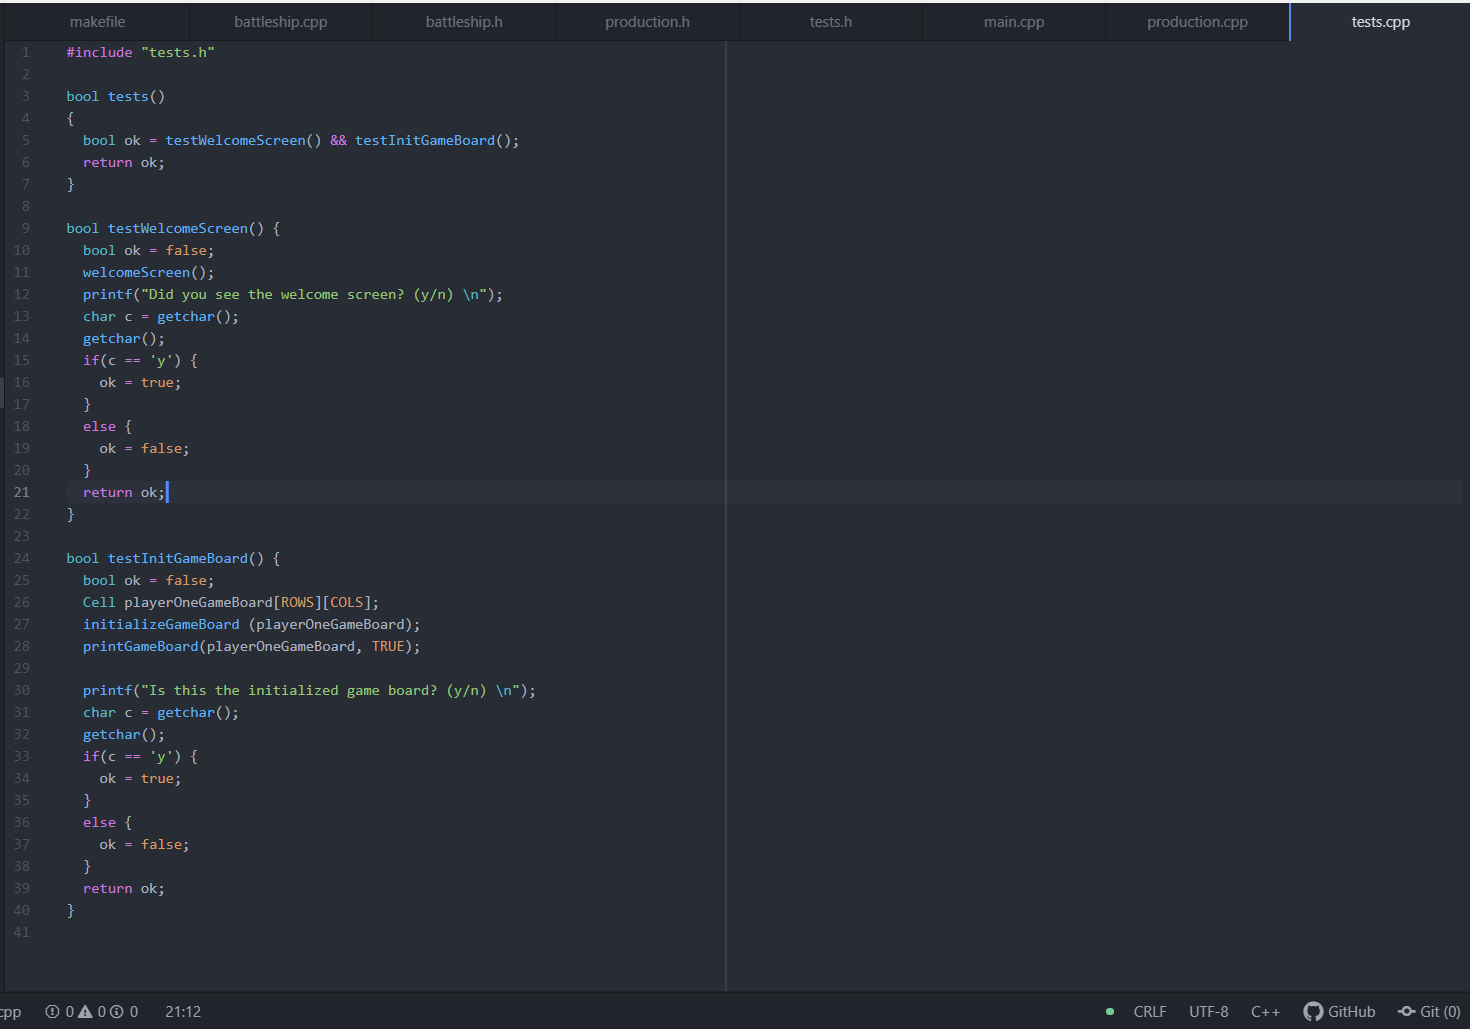 makefile battleship.cpp battleship.h production.h tests.h main.cpp production.cpp tests.cpp
1 #include "tests.h"
2
3 bool tests()
4 {
5   bool ok = testWelcomeScreen() && testInitGameBoard();
6   return ok;
7 }
8
9 bool testWelcomeScreen() {
10   bool ok = false;
11   welcomeScreen();
12   printf("Did you see the welcome screen? (y/n) \n");
13   char c = getchar();
14   getchar();
15   if(c == 'y') {
16     ok = true;
17   }
18   else {
19     ok = false;
20   }
21   return ok;
22 }
23
24 bool testInitGameBoard() {
25   bool ok = false;
26   Cell playerOneGameBoard[ROWS][COLS];
27   initializeGameBoard (playerOneGameBoard);
28   printGameBoard(playerOneGameBoard, TRUE);
29
30   printf("Is this the initialized game board? (y/n) \n");
31   char c = getchar();
32   getchar();
33   if(c == 'y') {
34     ok = true;
35   }
36   else {
37     ok = false;
38   }
39   return ok;
40 }
41
cpp 0 0 0 21:12 CRLF UTF-8 C++ GitHub Git (0)